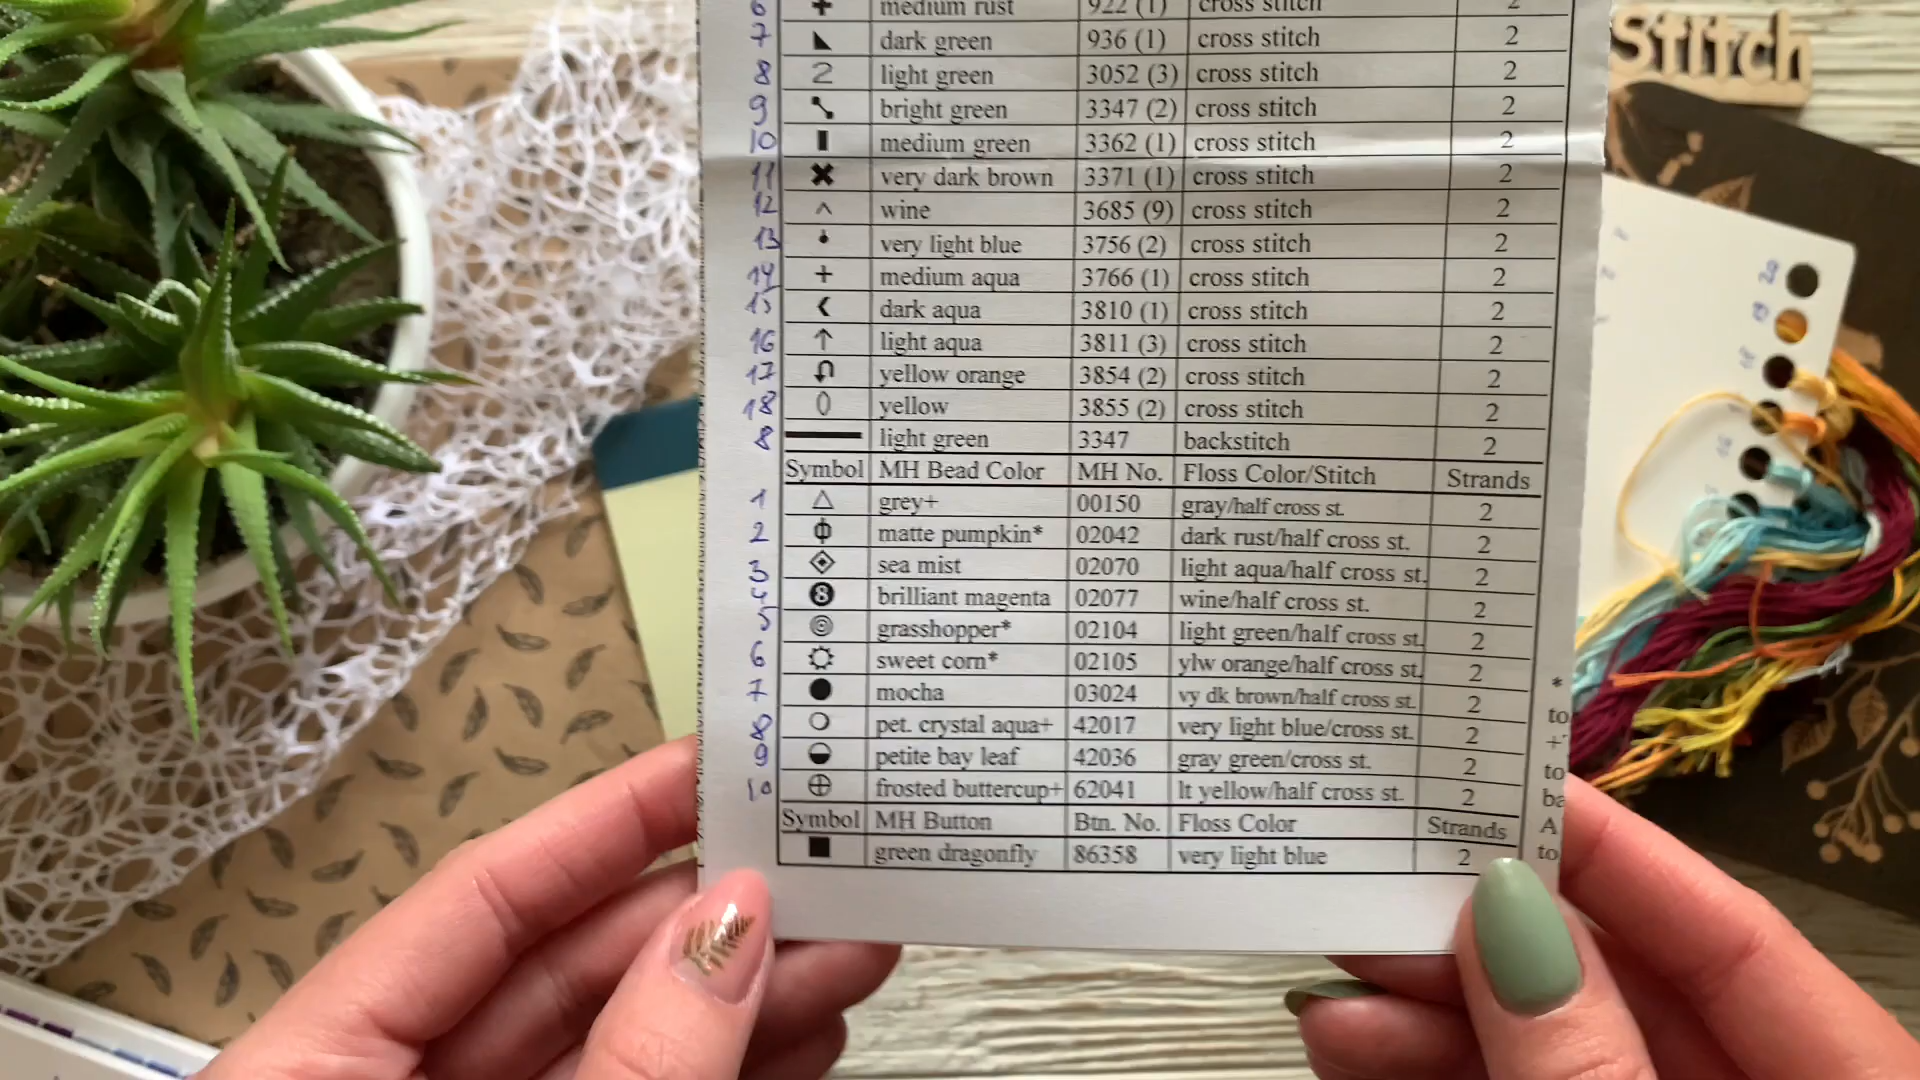 6 + medium rust 922 (1) cross stitch 2
7 ◣ dark green 936 (1) cross stitch 2
8 2 light green 3052 (3) cross stitch 2
9 bright green 3347 (2) cross stitch 2
10 ▮ medium green 3362 (1) cross stitch 2
11 ✖ very dark brown 3371 (1) cross stitch 2
12 ^ wine 3685 (9) cross stitch 2
13 very light blue 3756 (2) cross stitch 2
14 + medium aqua 3766 (1) cross stitch 2
15 ‹ dark aqua 3810 (1) cross stitch 2
16 ↑ light aqua 3811 (3) cross stitch 2
17 yellow orange 3854 (2) cross stitch 2
18 0 yellow 3855 (2) cross stitch 2
8 light green 3347 backstitch 2
Symbol MH Bead Color MH No. Floss Color/Stitch Strands
1 △ grey+ 00150 gray/half cross st. 2
2 ϕ matte pumpkin* 02042 dark rust/half cross st. 2
3 ◈ sea mist 02070 light aqua/half cross st. 2
4 8 brilliant magenta 02077 wine/half cross st. 2
5 ◎ grasshopper* 02104 light green/half cross st. 2
6 sweet corn* 02105 ylw orange/half cross st. 2
7 ● mocha 03024 vy dk brown/half cross st. 2
8 ○ pet. crystal aqua+ 42017 very light blue/cross st. 2
9 ◒ petite bay leaf 42036 gray green/cross st. 2
10 ⊕ frosted buttercup+ 62041 lt yellow/half cross st. 2
Symbol MH Button Btn. No. Floss Color Strands
■ green dragonfly 86358 very light blue 2
*
to
+
to
ba
A
to
Stitch
20